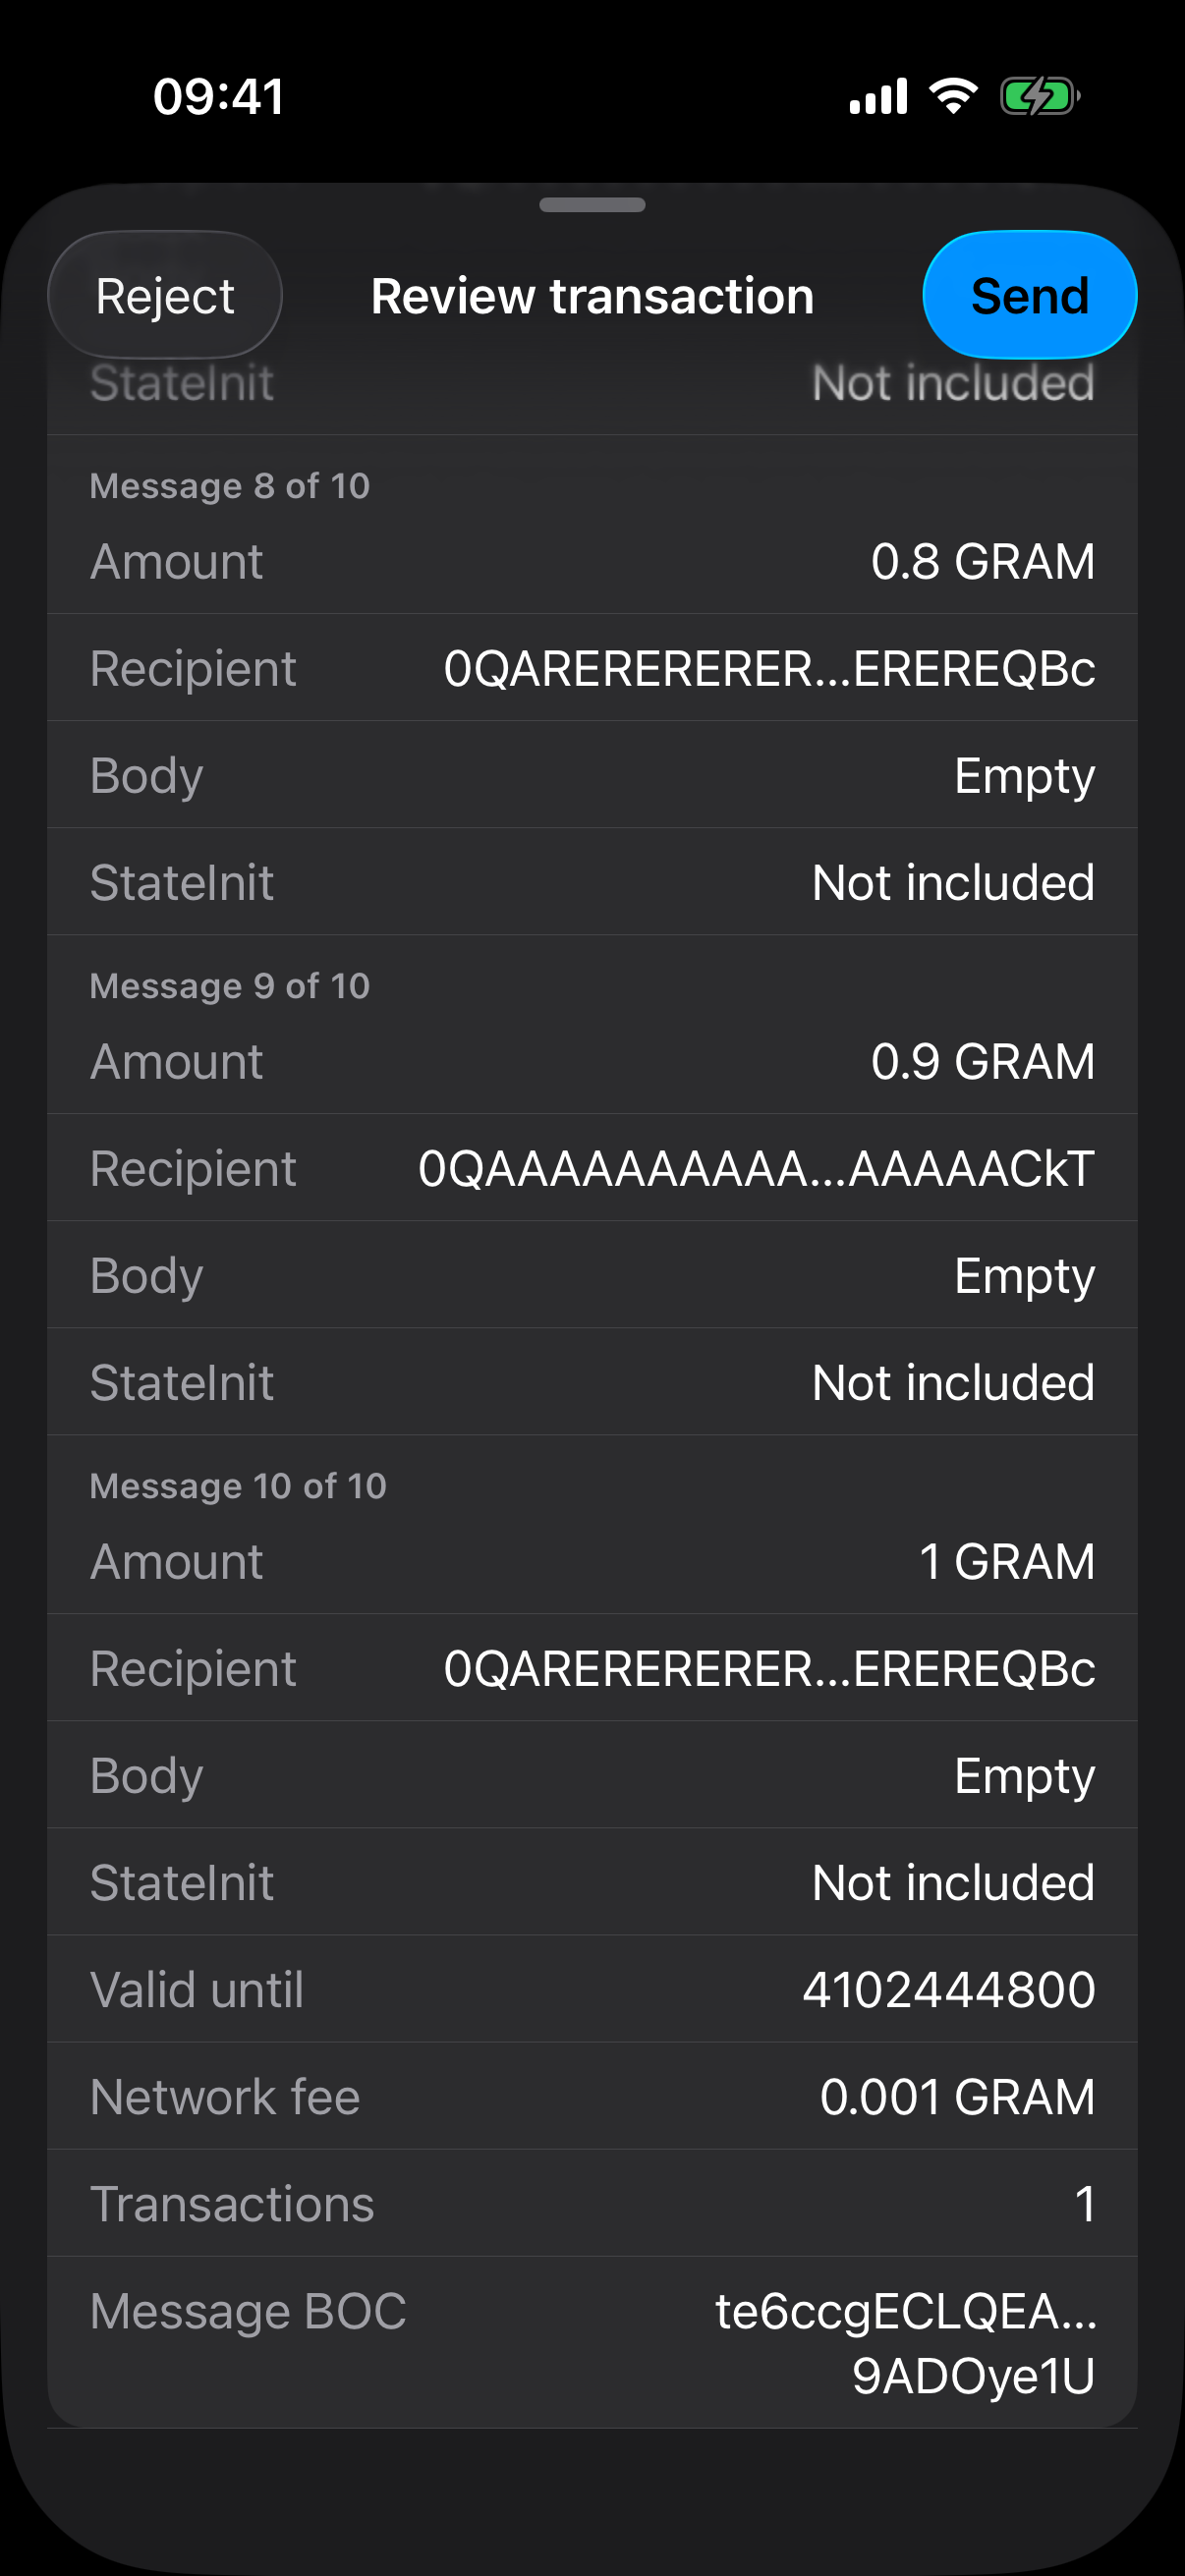 09:41
Reject
Review transaction
Send
StateInit Not included
Message 8 of 10
Amount 0.8 GRAM
Recipient 0QARERERERER...EREREQBc
Body Empty
StateInit Not included
Message 9 of 10
Amount 0.9 GRAM
Recipient 0QAAAAAAAAAA...AAAAACkT
Body Empty
StateInit Not included
Message 10 of 10
Amount 1 GRAM
Recipient 0QARERERERER...EREREQBc
Body Empty
StateInit Not included
Valid until 4102444800
Network fee 0.001 GRAM
Transactions 1
Message BOC te6ccgECLQEA...
9ADOye1U